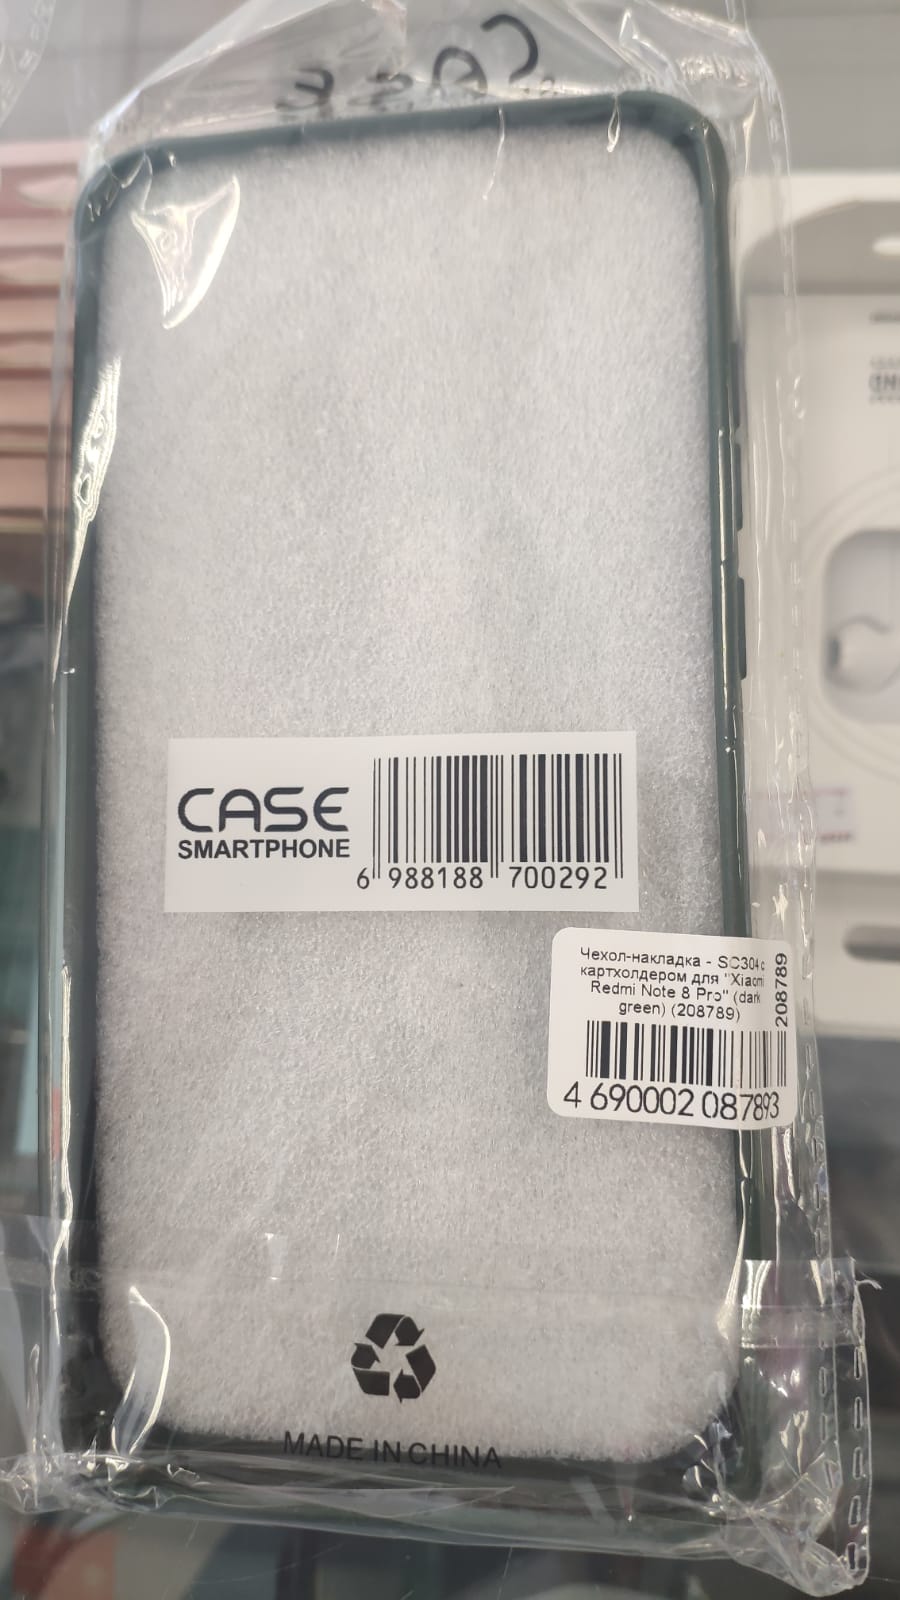 CASE
CASE
SMARTPHONE
6 988188 700292
Чехол-накладка - SC304 с
картхолдером для "Xiaomi
Redmi Note 8 Pro" (dark
green) (208789)
208789
4 690002 087893
MADE IN CHINA